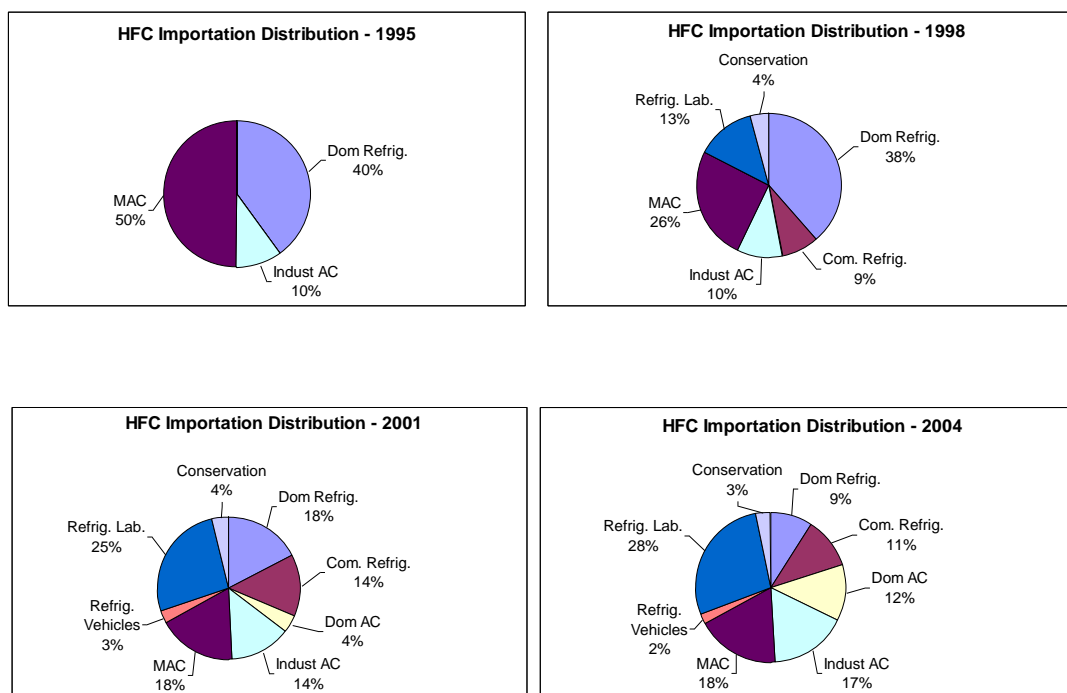 HFC Importation Distribution - 1995
Dom Refrig.
40%
MAC
50%
Indust AC
10%
HFC Importation Distribution - 1998
Conservation
4%
Refrig. Lab.
13%
Dom Refrig.
38%
MAC
26%
Com. Refrig.
9%
Indust AC
10%
HFC Importation Distribution - 2001
Conservation
4%
Dom Refrig.
18%
Refrig. Lab.
25%
Com. Refrig.
14%
Refrig.
Vehicles
3%
Dom AC
4%
MAC
18%
Indust AC
14%
HFC Importation Distribution - 2004
Conservation
3%
Dom Refrig.
9%
Refrig. Lab.
28%
Com. Refrig.
11%
Dom AC
12%
Refrig.
Vehicles
2%
MAC
18%
Indust AC
17%